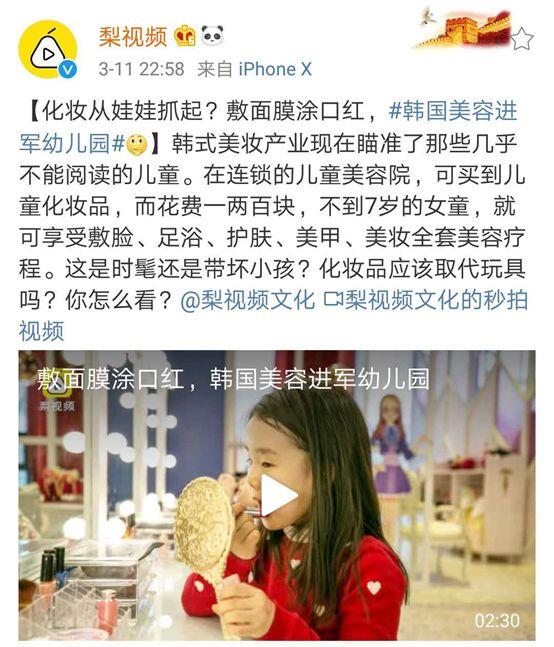 梨视频
3-11 22:58 来自 iPhone X
【化妆从娃娃抓起？敷面膜涂口红，#韩国美容进
军幼儿园#】韩式美妆产业现在瞄准了那些几乎
不能阅读的儿童。在连锁的儿童美容院，可买到儿
童化妆品，而花费一两百块，不到7岁的女童，就
可享受敷脸、足浴、护肤、美甲、美妆全套美容疗
程。这是时髦还是带坏小孩？化妆品应该取代玩具
吗？你怎么看？@梨视频文化 梨视频文化的秒拍
视频
敷面膜涂口红，韩国美容进军幼儿园
梨视频
02:30